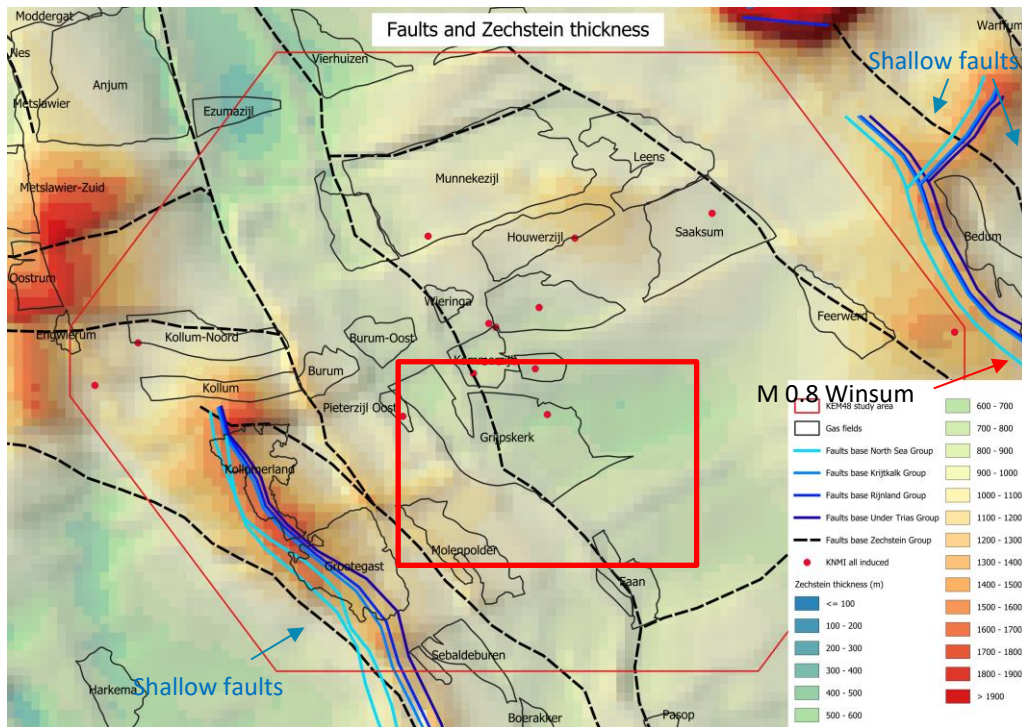 Faults and Zechstein thickness
Moddergat
Nes
Anjum
Metslawier
Ezumazijl
Vierhuizen
Warffum
Shallow faults
Metslawier-Zuid
Munnekezijl
Leens
Houwerzijl
Saaksum
Bedum
Oostrum
Wieringa
Feerwerd
Engwierum
Kollum-Noord
Burum-Oost
Burum
Kollum
Pieterzijl Oost
Grijpskerk
Kollumerland
Molenpolder
Grootegast
Faan
Sebaldeburen
Harkema
Boerakker
Pasop
Shallow faults
M 0.8 Winsum
KEM48 study area
Gas fields
Faults base North Sea Group
Faults base Krijtkalk Group
Faults base Rijnland Group
Faults base Under Trias Group
Faults base Zechstein Group
KNMI all induced
Zechstein thickness (m)
<= 100
100 - 200
200 - 300
300 - 400
400 - 500
500 - 600
600 - 700
700 - 800
800 - 900
900 - 1000
1000 - 1100
1100 - 1200
1200 - 1300
1300 - 1400
1400 - 1500
1500 - 1600
1600 - 1700
1700 - 1800
1800 - 1900
> 1900